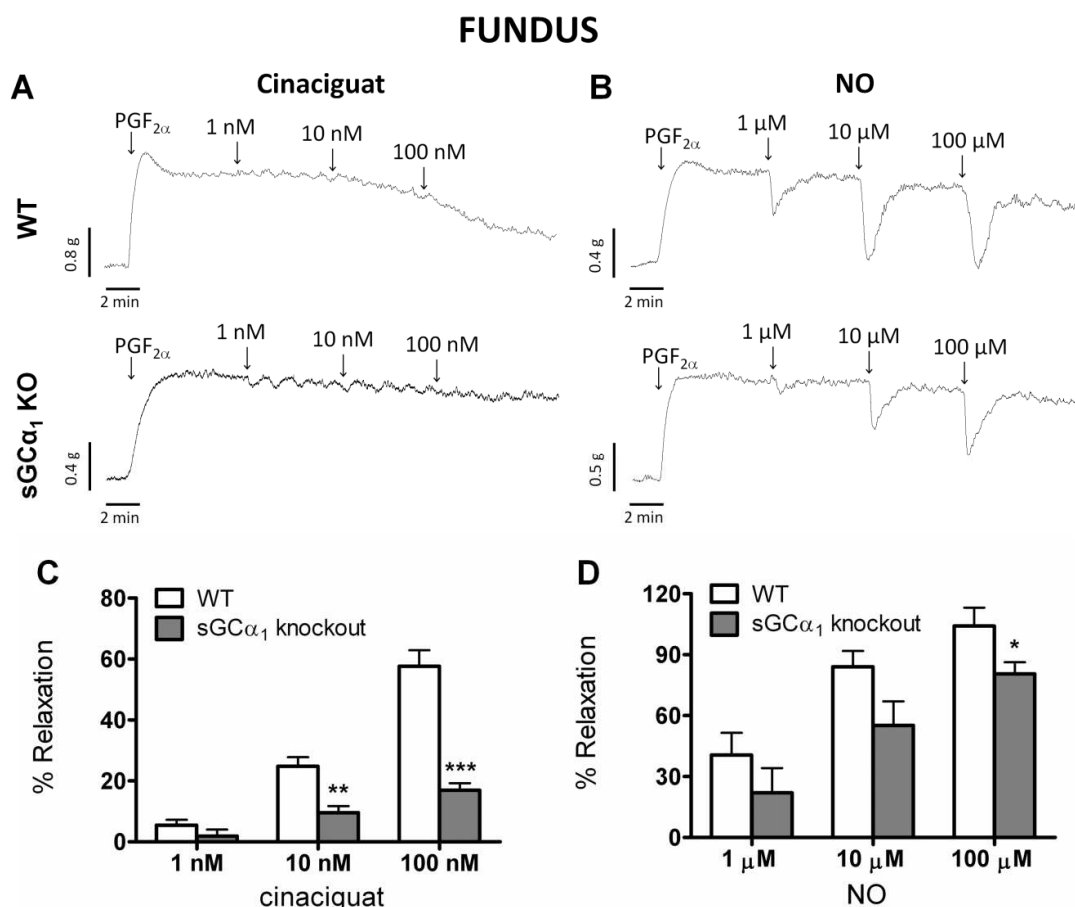 FUNDUS
A
Cinaciguat
WT
PGF2α
1 nM
10 nM
100 nM
0.8 g
2 min
sGCα1 KO
PGF2α
1 nM
10 nM
100 nM
0.4 g
2 min
B
NO
PGF2α
1 µM
10 µM
100 µM
0.4 g
2 min
PGF2α
1 µM
10 µM
100 µM
0.5 g
2 min
C
% Relaxation
80
60
40
20
0
WT
sGCα1 knockout
**
***
1 nM 10 nM 100 nM
cinaciguat
D
% Relaxation
120
90
60
30
0
WT
sGCα1 knockout
*
1 µM 10 µM 100 µM
NO